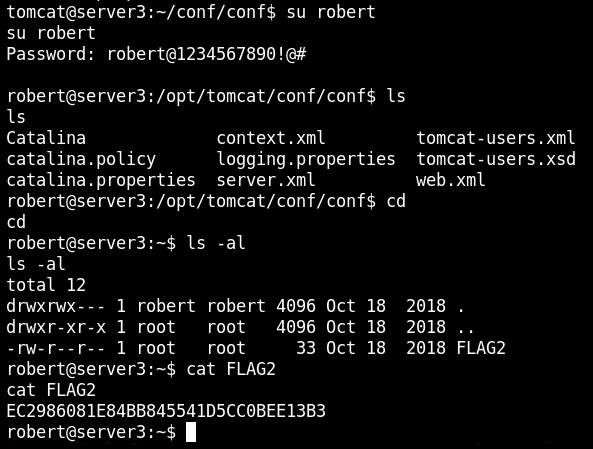 tomcat@server3:~/conf/conf$ su robert
su robert
Password: robert@1234567890!@#
robert@server3:/opt/tomcat/conf/conf$ ls
ls
Catalina             context.xml         tomcat-users.xml
catalina.policy      logging.properties  tomcat-users.xsd
catalina.properties  server.xml          web.xml
robert@server3:/opt/tomcat/conf/conf$ cd
cd
robert@server3:~$ ls -al
ls -al
total 12
drwxrwx--- 1 robert robert 4096 Oct 18  2018 .
drwxr-xr-x 1 root   root   4096 Oct 18  2018 ..
-rw-r--r-- 1 root   root     33 Oct 18  2018 FLAG2
robert@server3:~$ cat FLAG2
cat FLAG2
EC2986081E84BB845541D5CC0BEE13B3
robert@server3:~$